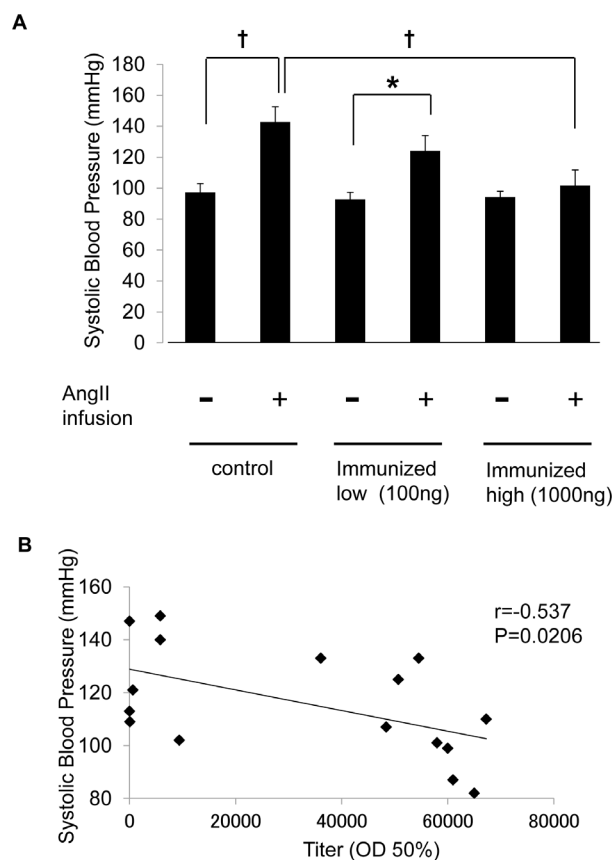 A
†
†
*
Systolic Blood Pressure (mmHg)
180
160
140
120
100
80
60
40
20
0
AngII
infusion
- + - + - +
control
Immunized
low (100ng)
Immunized
high (1000ng)
B
Systolic Blood Pressure (mmHg)
160
140
120
100
80
r=-0.537
P=0.0206
0 20000 40000 60000 80000
Titer (OD 50%)